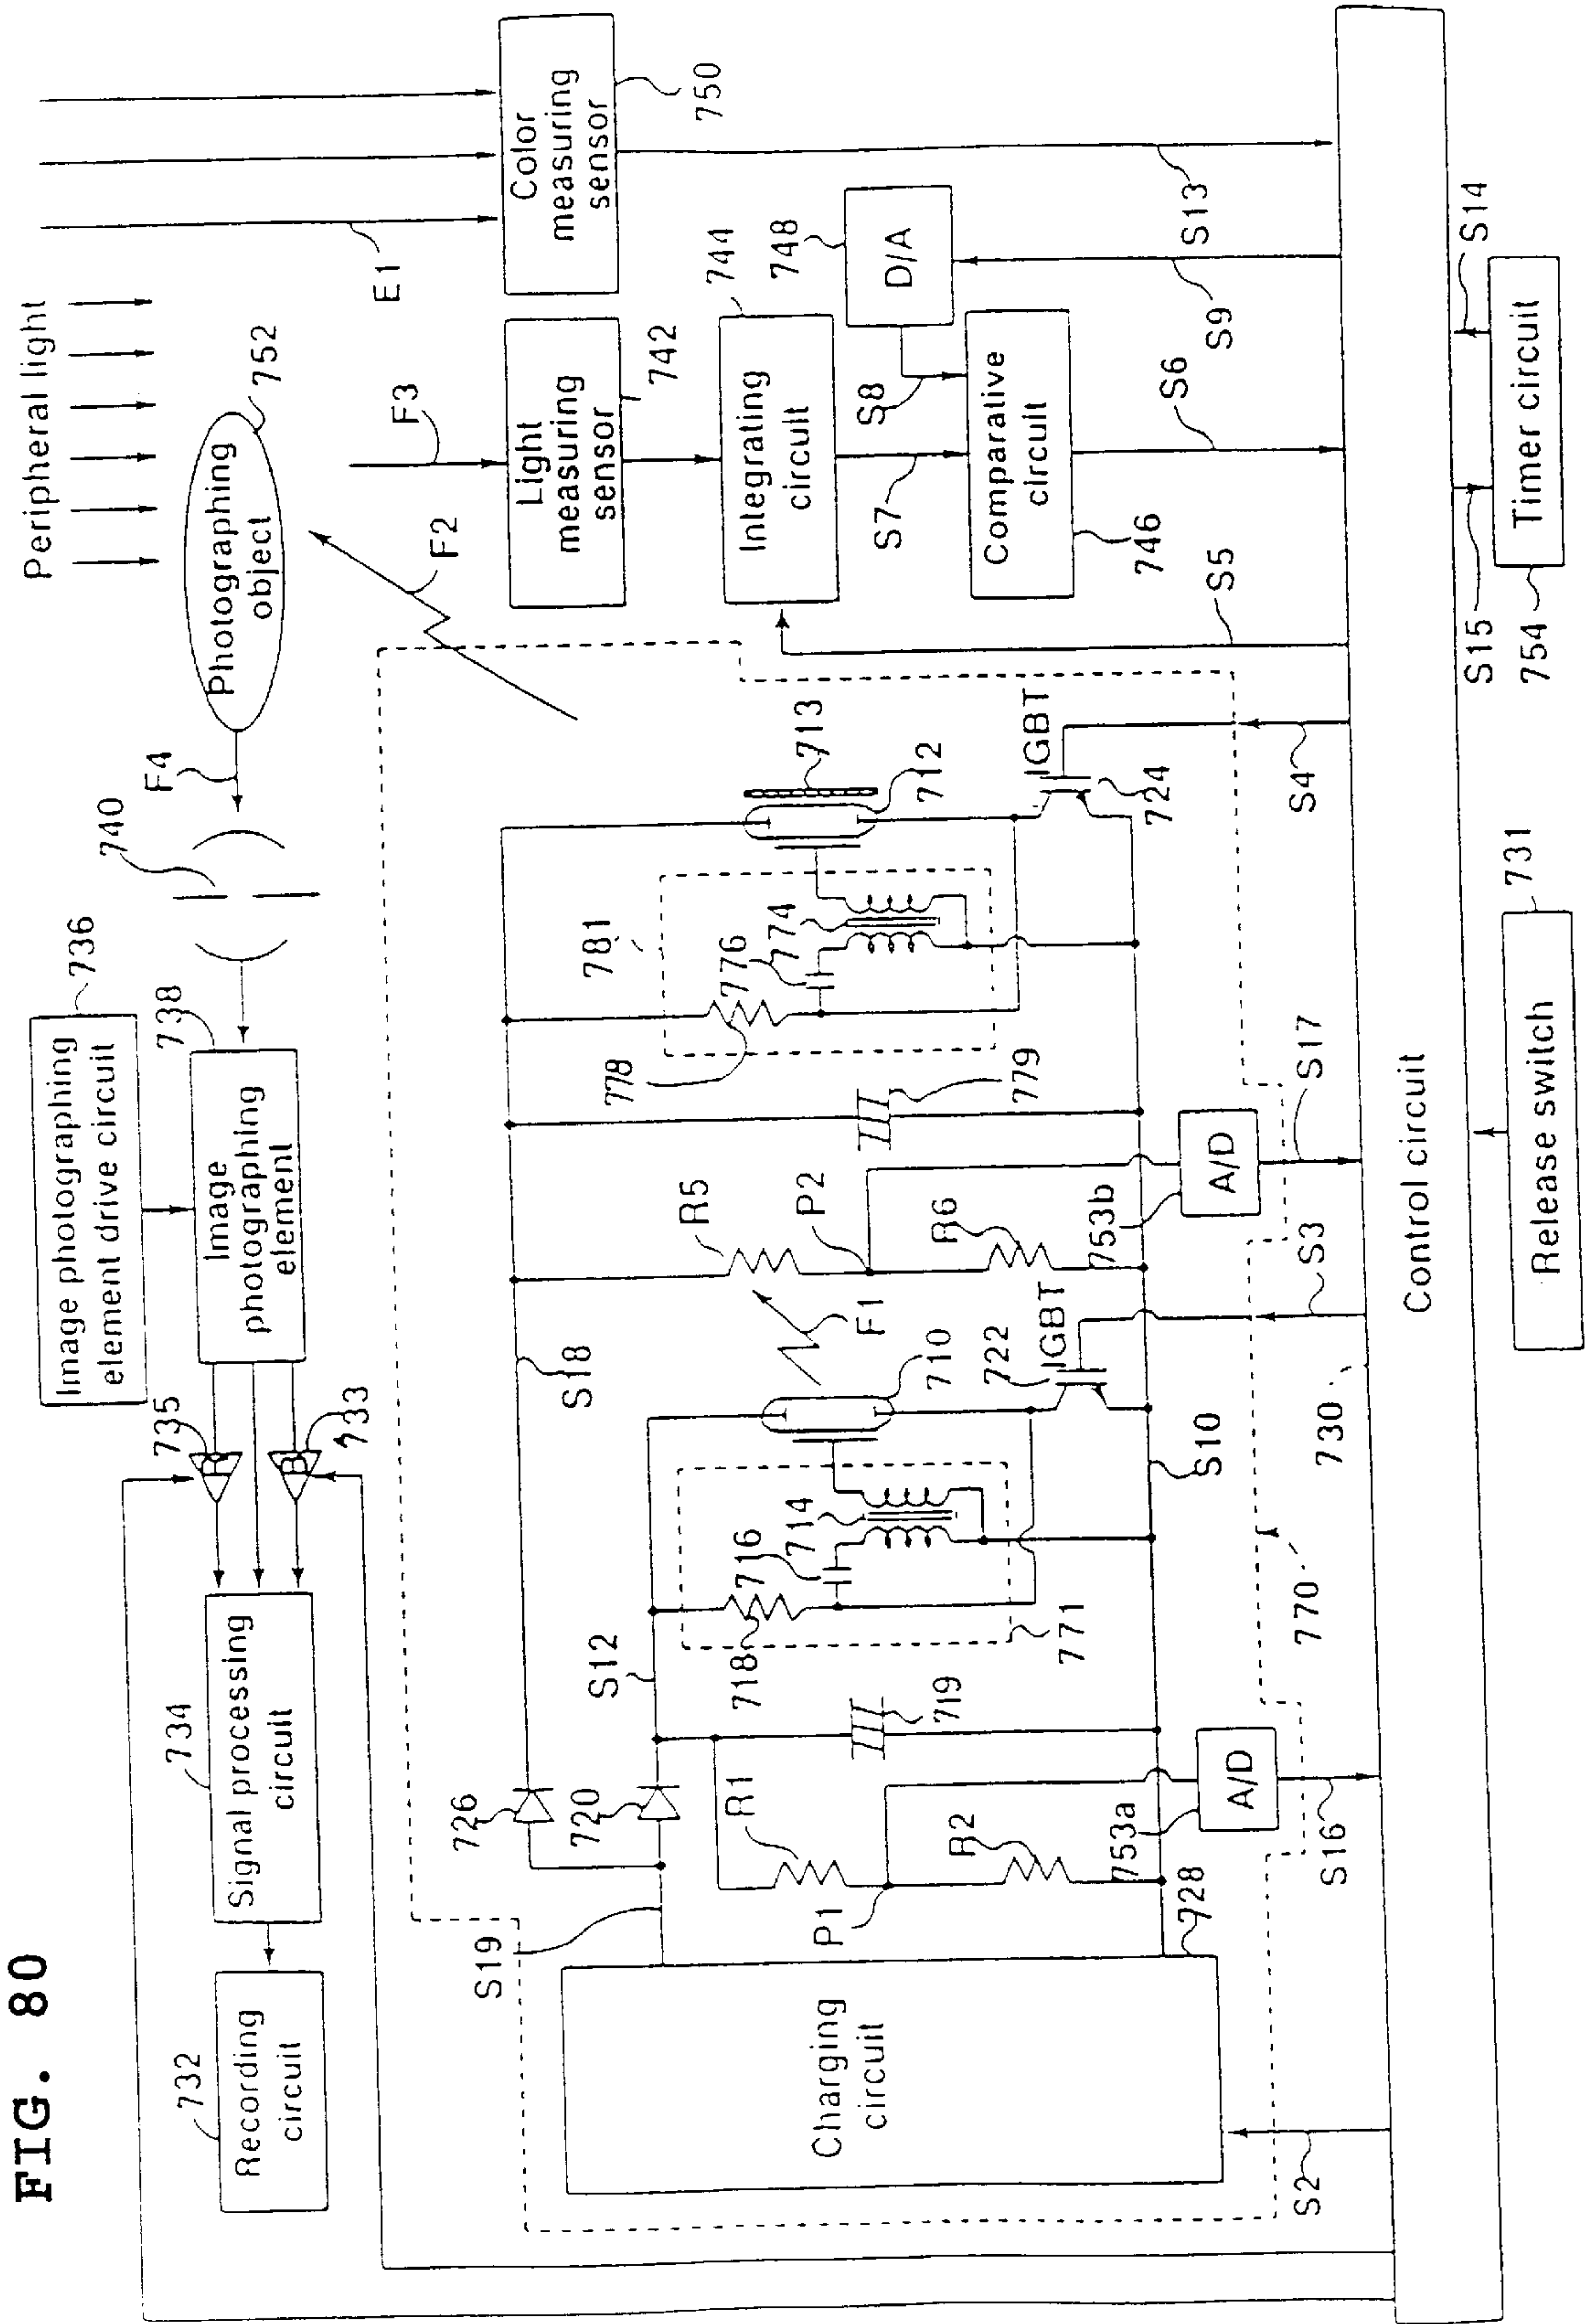 FIG. 80
Peripheral light
Photographing
object
752
F4
740
Image photographing
element drive circuit
736
Image
photographing
element
738
735
B
R
733
Signal processing
circuit
734
Recording
circuit
732
E1
F3
F2
Color
measuring
sensor
750
Light
measuring
sensor
742
Integrating
circuit
744
D/A
748
Comparative
circuit
746
S7
S8
S9
S13
S6
S5
S19
726
720
S18
S12
Charging
circuit
728
R1
P1
R2
753a
A/D
S16
719
718
716
714
771
710
F1
722
IGBT
S10
S3
R5
P2
R6
753b
A/D
S17
779
778
776
774
781
713
712
IGBT
724
S4
S2
770
730
Control circuit
Release switch
731
S15
S14
Timer circuit
754